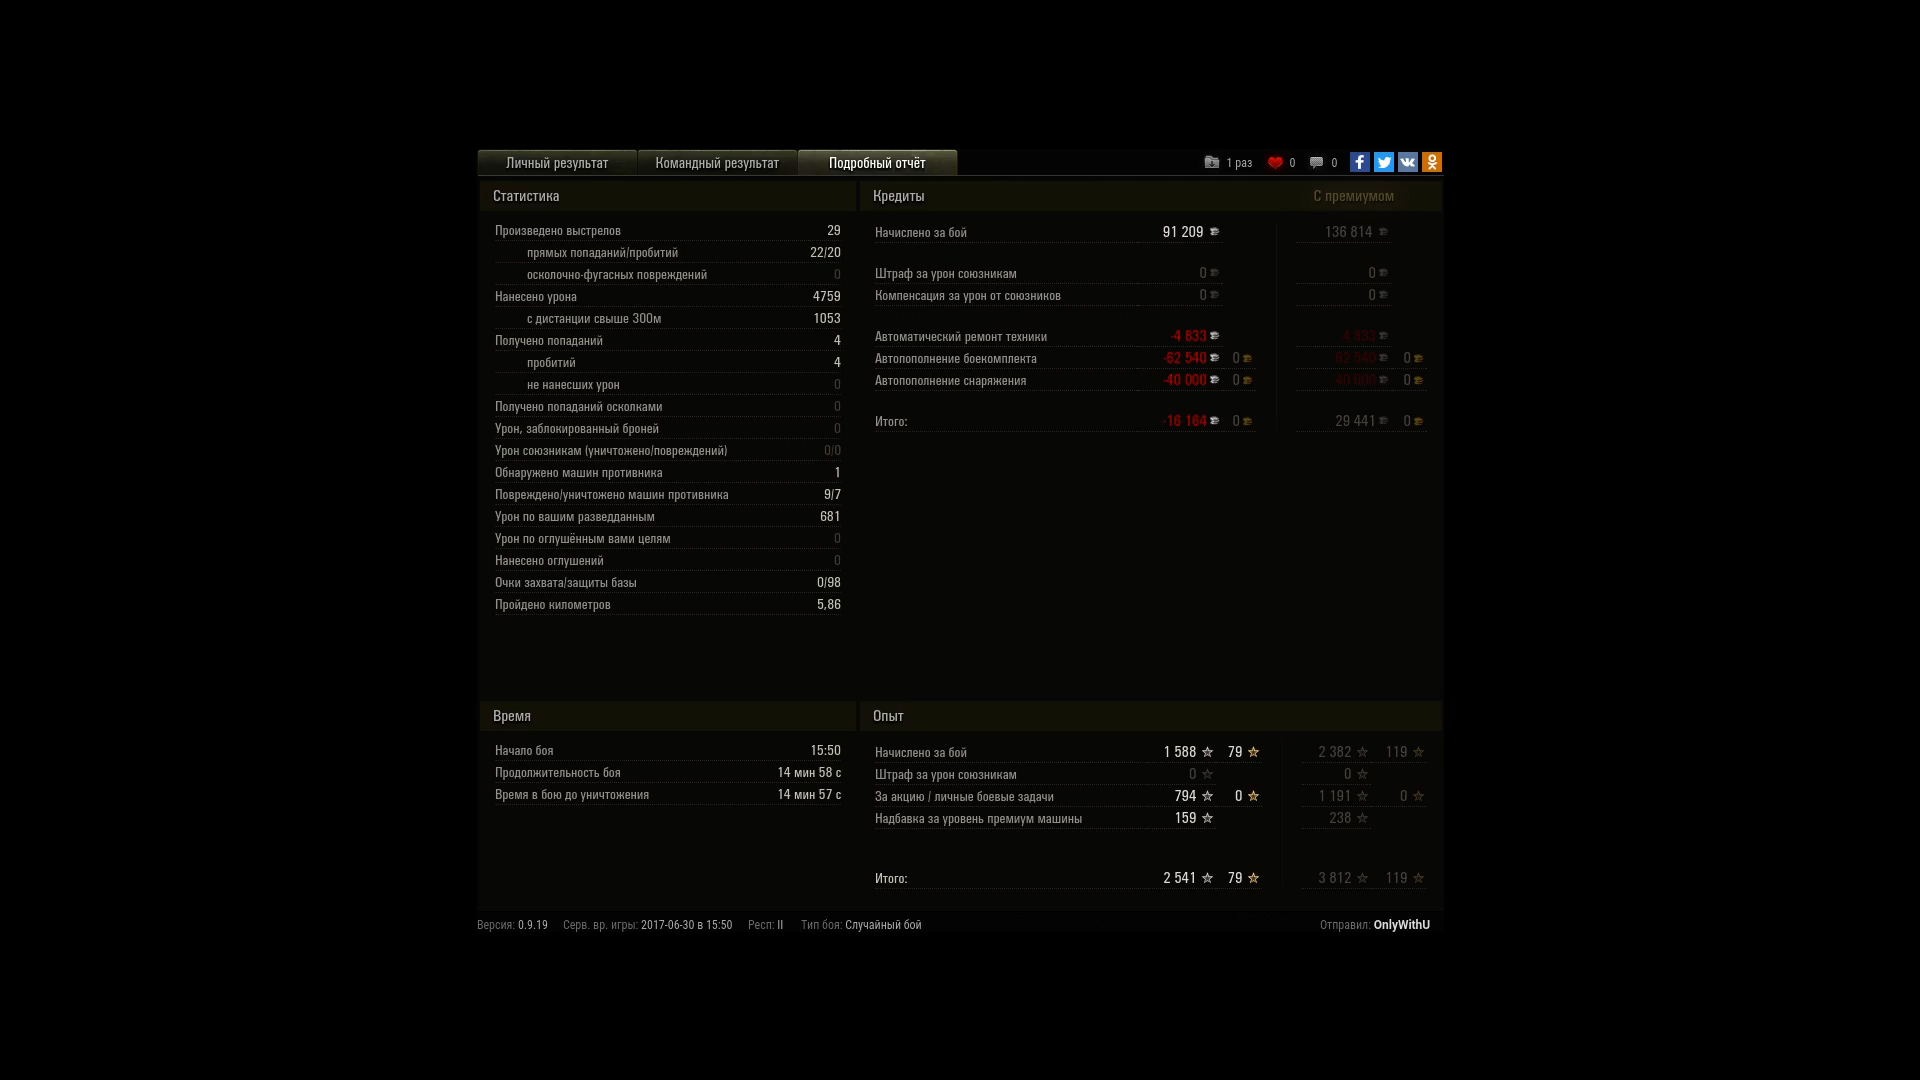 Личный результат Командный результат Подробный отчёт 1 раз 0 0
Статистика
Произведено выстрелов 29
прямых попаданий/пробитий 22/20
осколочно-фугасных повреждений 0
Нанесено урона 4759
с дистанции свыше 300м 1053
Получено попаданий 4
пробитий 4
не нанесших урон 0
Получено попаданий осколками 0
Урон, заблокированный броней 0
Урон союзникам (уничтожено/повреждений) 0/0
Обнаружено машин противника 1
Повреждено/уничтожено машин противника 9/7
Урон по вашим разведданным 681
Урон по оглушённым вами целям 0
Нанесено оглушений 0
Очки захвата/защиты базы 0/98
Пройдено километров 5,86
Кредиты С премиумом
Начислено за бой 91 209 136 814
Штраф за урон союзникам 0 0
Компенсация за урон от союзников 0 0
Автоматический ремонт техники -4 833 -4 833
Автопополнение боекомплекта -62 540 0 -62 540 0
Автопополнение снаряжения -40 000 0 -40 000 0
Итого: -16 164 0 29 441 0
Время
Начало боя 15:50
Продолжительность боя 14 мин 58 с
Время в бою до уничтожения 14 мин 57 с
Опыт
Начислено за бой 1 588 79 2 382 119
Штраф за урон союзникам 0 0
За акцию / личные боевые задачи 794 0 1 191 0
Надбавка за уровень премиум машины 159 238
Итого: 2 541 79 3 812 119
Версия: 0.9.19 Серв. вр. игры: 2017-06-30 в 15:50 Респ: II Тип боя: Случайный бой Отправил: OnlyWithU